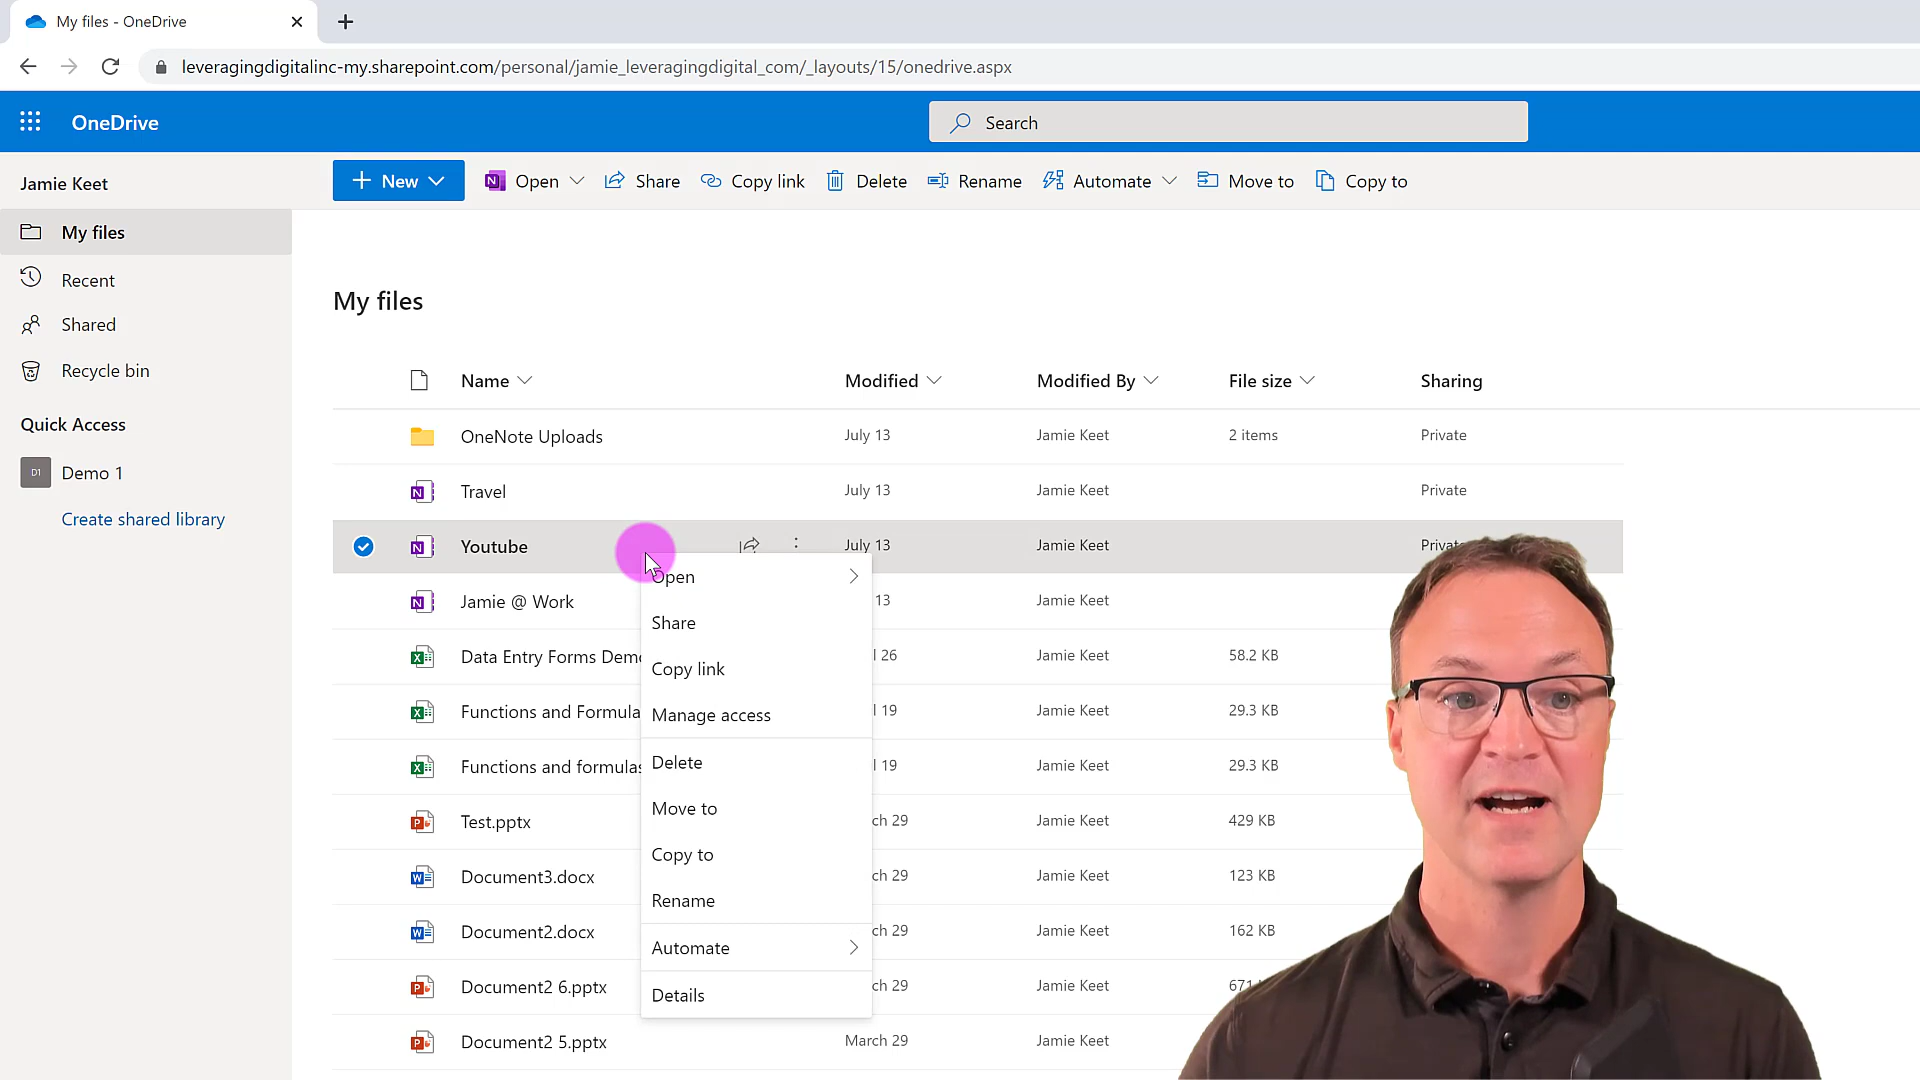 My files - OneDrive
leveragingdigitalinc-my.sharepoint.com/personal/jamie_leveragingdigital_com/_layouts/15/onedrive.aspx
OneDrive
Search
Jamie Keet
New
Open
Share
Copy link
Delete
Rename
Automate
Move to
Copy to
My files
Recent
Shared
Recycle bin
Quick Access
D1
Demo 1
Create shared library
My files
Name
Modified
Modified By
File size
Sharing
OneNote Uploads July 13 Jamie Keet 2 items Private
Travel July 13 Jamie Keet Private
Youtube July 13 Jamie Keet
Jamie @ Work 13 Jamie Keet
Data Entry Forms 26 Jamie Keet 58.2 KB
Functions and 19 Jamie Keet 29.3 KB
Functions and formulas 19 Jamie Keet 29.3 KB
Test.pptx 29 Jamie Keet 429 KB
Document3.docx 29 Jamie Keet 123 KB
Document2.docx 29 Jamie Keet 162 KB
Document2 6.pptx 29 Jamie Keet
Document2 5.pptx March 29 Jamie Keet
Open
Share
Copy link
Manage access
Delete
Move to
Copy to
Rename
Automate
Details